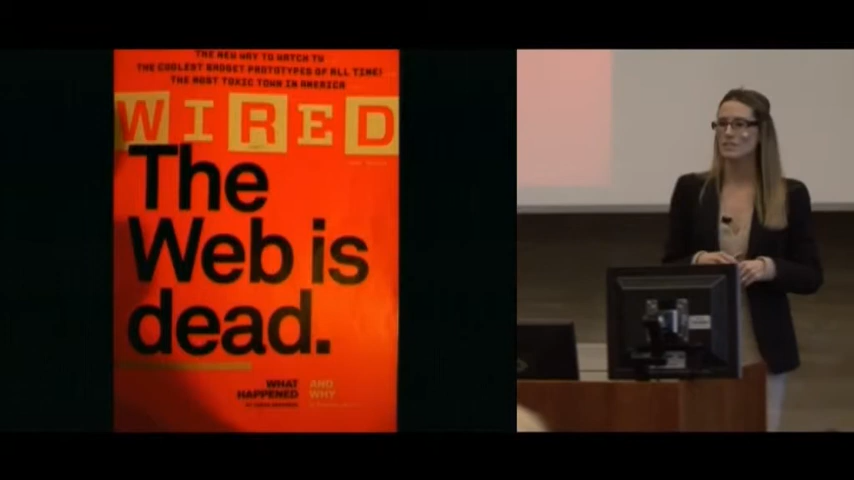 THE NEW WAY TO WATCH TV
THE COOLEST GADGET PROTOTYPES OF ALL TIME!
THE MOST TOXIC TOWN IN AMERICA
WIRED
The
Web is
dead.
WHAT
HAPPENED
AND
WHY